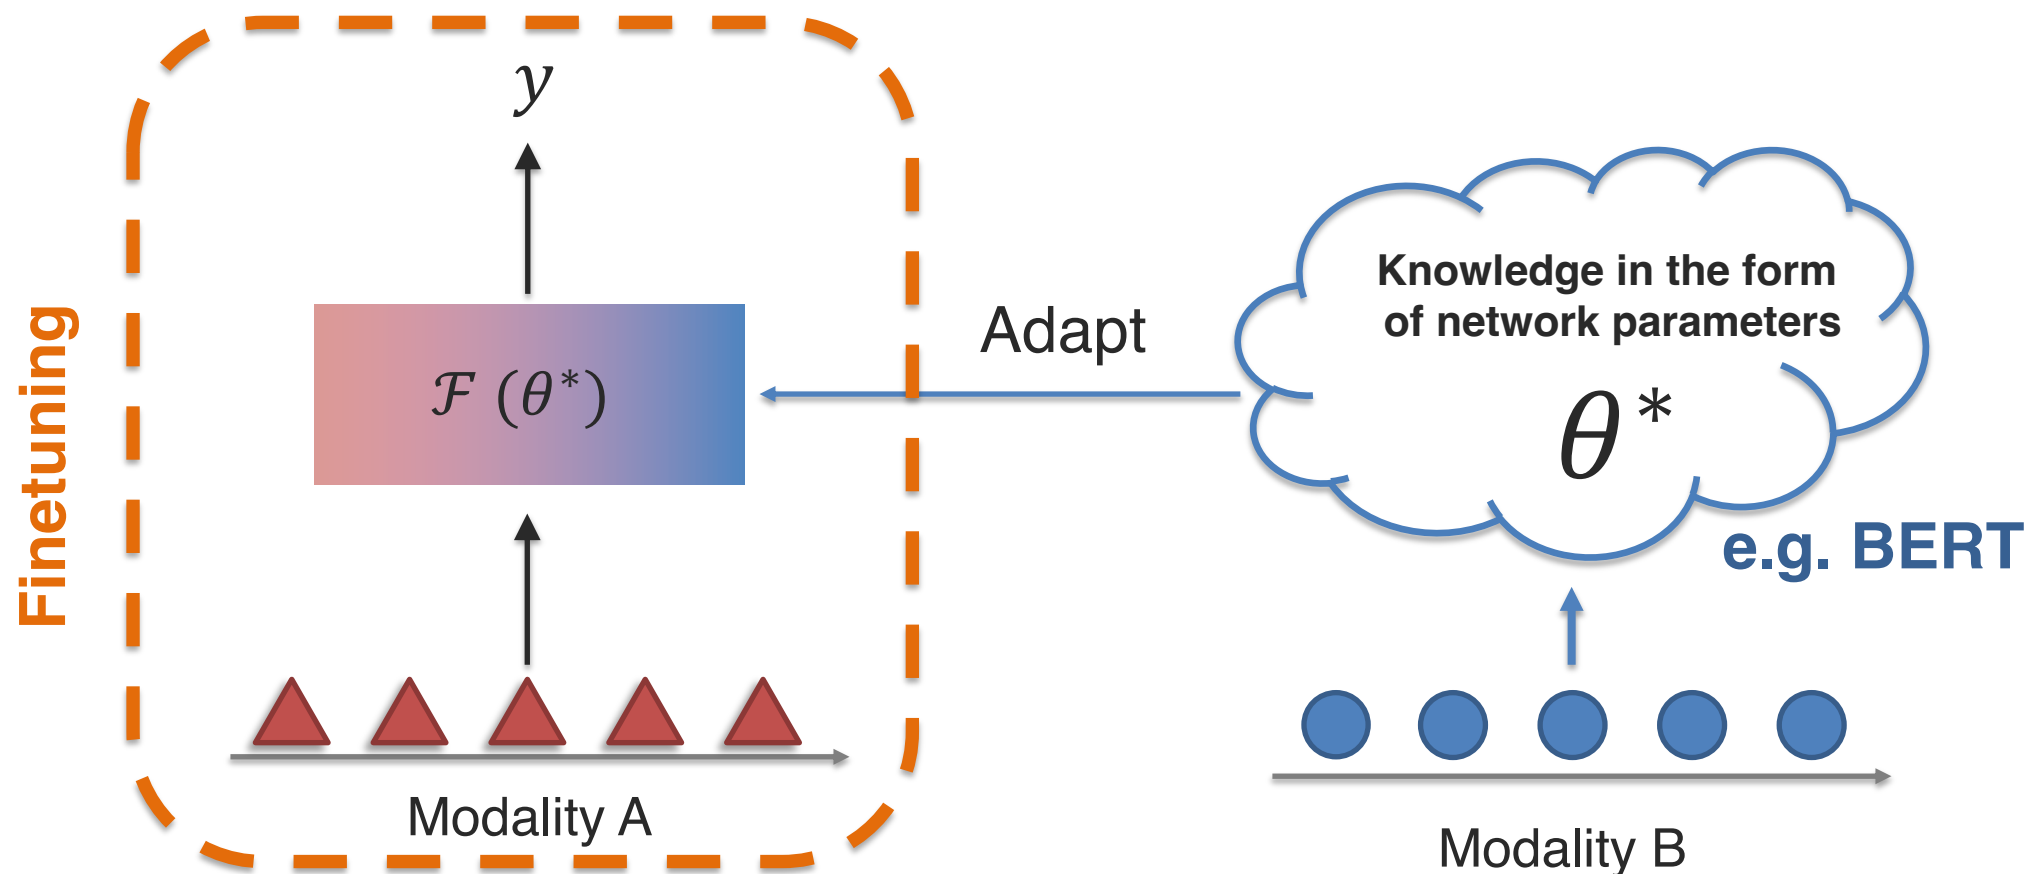 Finetuning
y
ℱ (θ*)
Modality A
Adapt
Knowledge in the form
of network parameters
θ*
e.g. BERT
Modality B